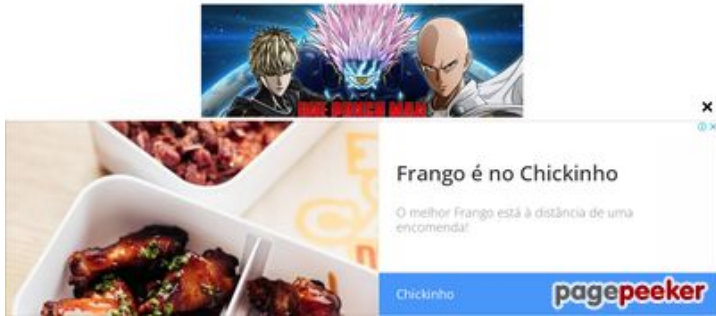 ONE PUNCH MAN
Frango é no Chickinho
O melhor Frango está à distância de uma
encomenda!
Chickinho
pagepeeker